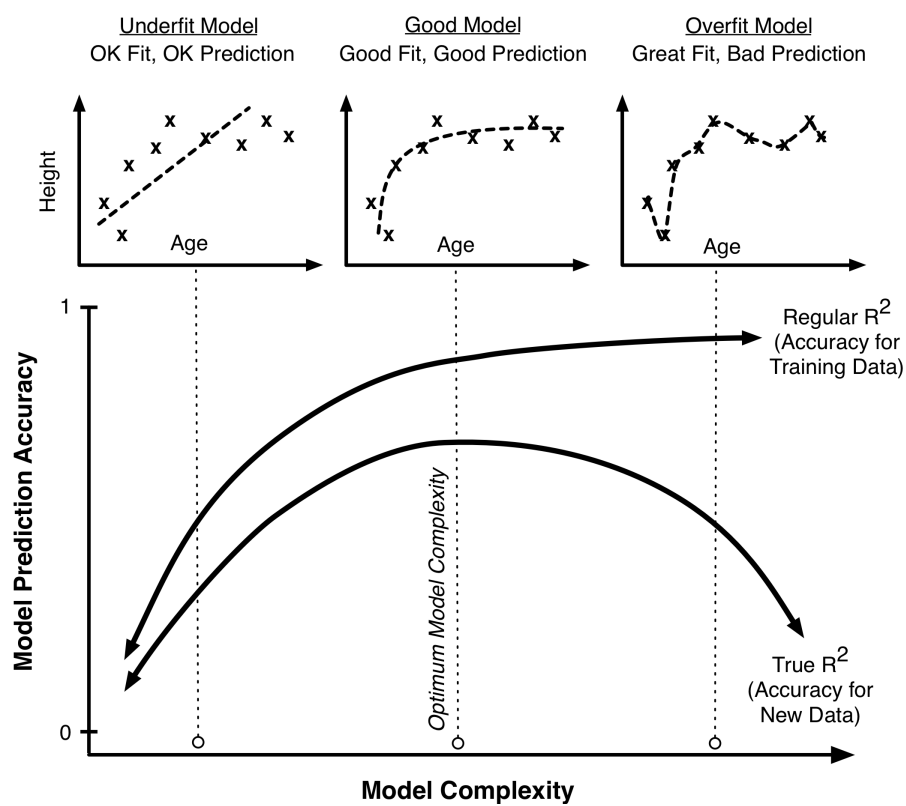 Underfit Model
OK Fit, OK Prediction
Good Model
Good Fit, Good Prediction
Overfit Model
Great Fit, Bad Prediction
Height
Age
Age
Age
1
Regular R²
(Accuracy for
Training Data)
Model Prediction Accuracy
Optimum Model Complexity
True R²
(Accuracy for
New Data)
0
Model Complexity